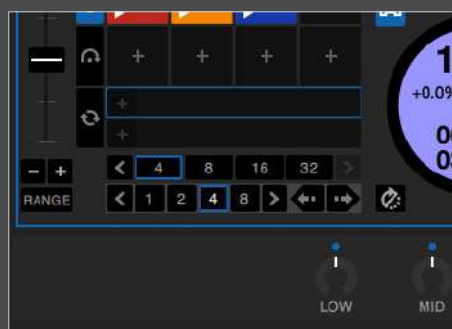 + + + +
+
+
- + < 4 8 16 32 >
RANGE < 1 2 4 8 >
+0.0%
LOW MID